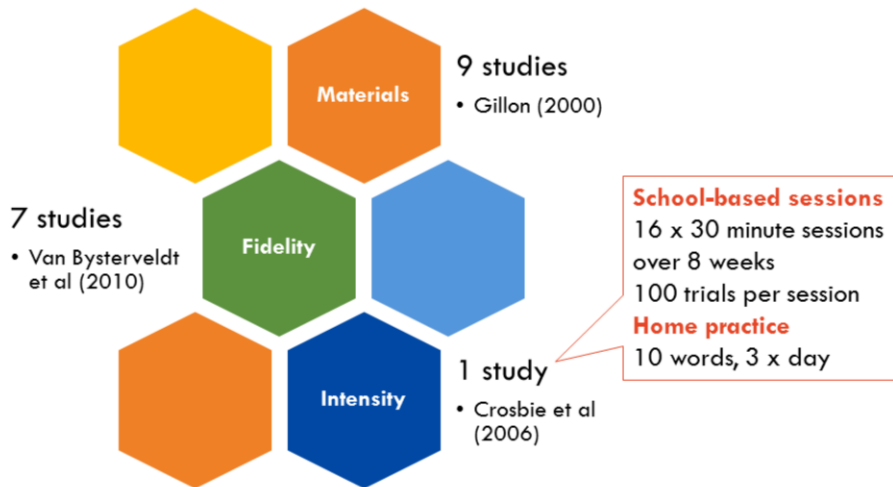 Materials
9 studies
• Gillon (2000)
7 studies
• Van Bysterveldt
et al (2010)
Fidelity
School-based sessions
16 x 30 minute sessions
over 8 weeks
100 trials per session
Home practice
10 words, 3 x day
Intensity
1 study
• Crosbie et al
(2006)